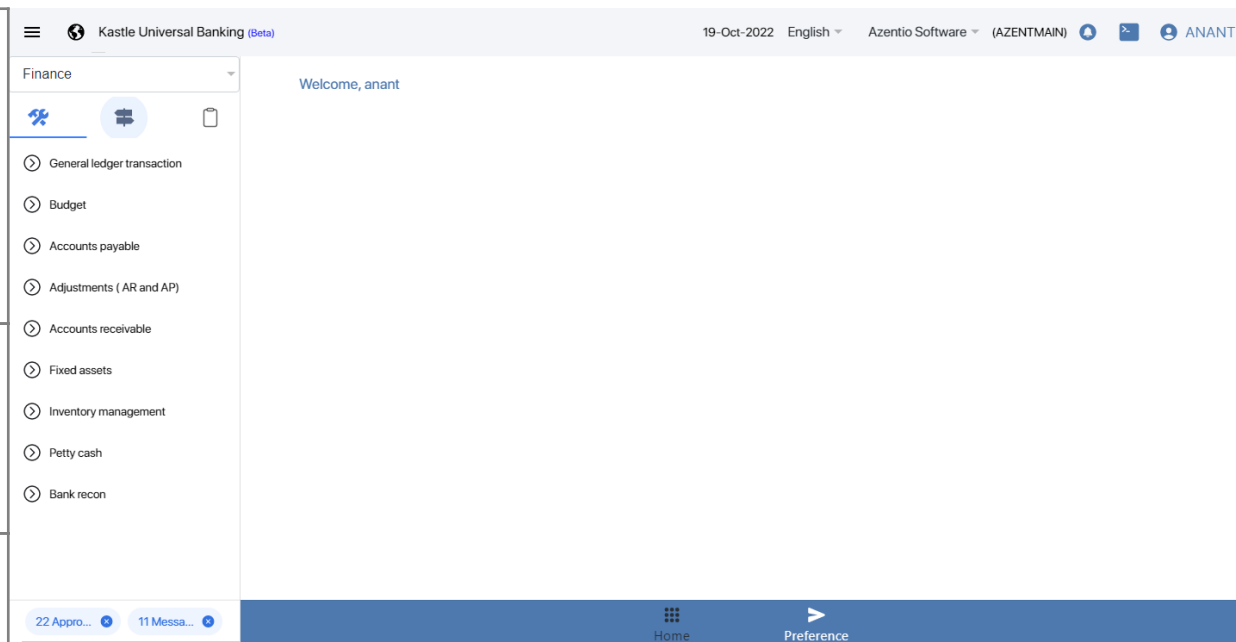 Kastle Universal Banking (Beta)
19-Oct-2022 English Azentio Software (AZENTMAIN) ANANT
Finance
Welcome, anant
General ledger transaction
Budget
Accounts payable
Adjustments ( AR and AP)
Accounts receivable
Fixed assets
Inventory management
Petty cash
Bank recon
22 Appro... 11 Messa...
Home Preference